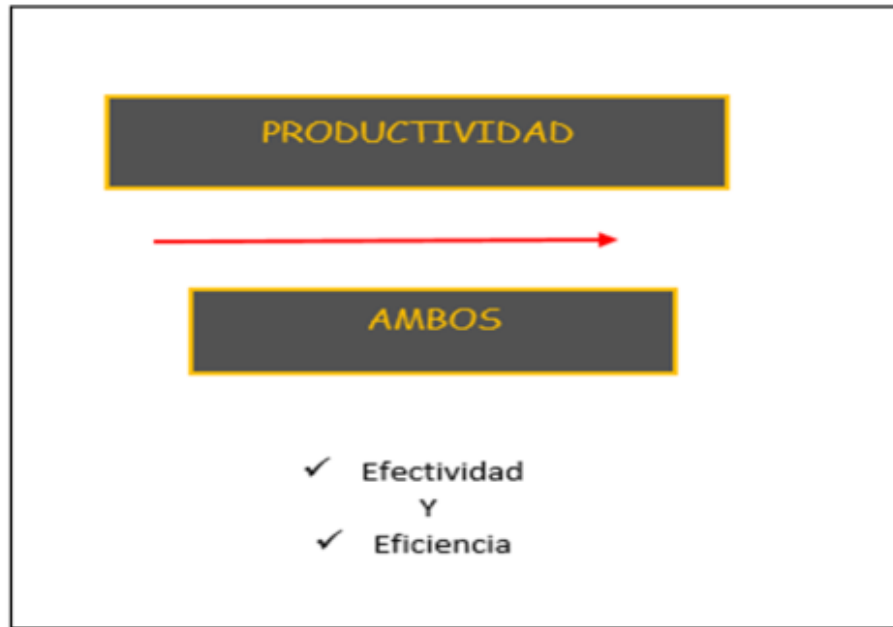 PRODUCTIVIDAD
AMBOS
✓ Efectividad
Y
✓ Eficiencia